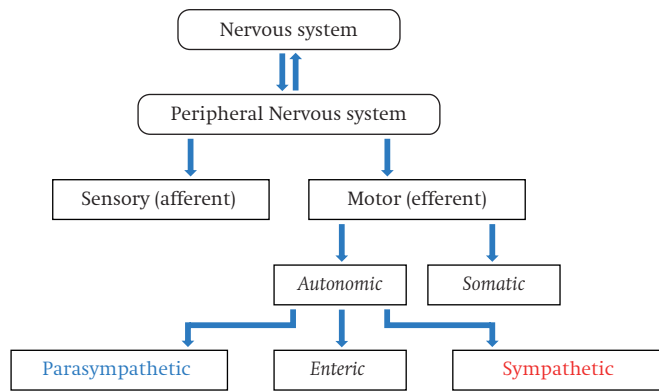 Nervous system
Peripheral Nervous system
Sensory (afferent)
Motor (efferent)
Autonomic
Somatic
Parasympathetic
Enteric
Sympathetic